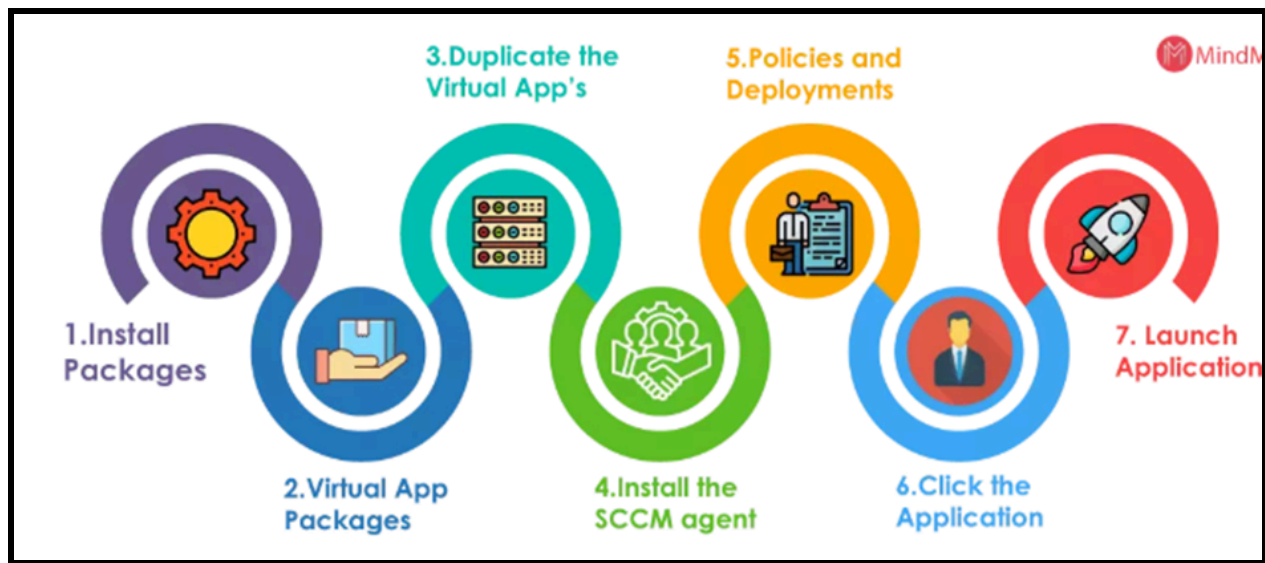 3.Duplicate the
Virtual App's
5.Policies and
Deployments
MindM
1.Install
Packages
7. Launch
Application
2.Virtual App
Packages
4.Install the
SCCM agent
6.Click the
Application